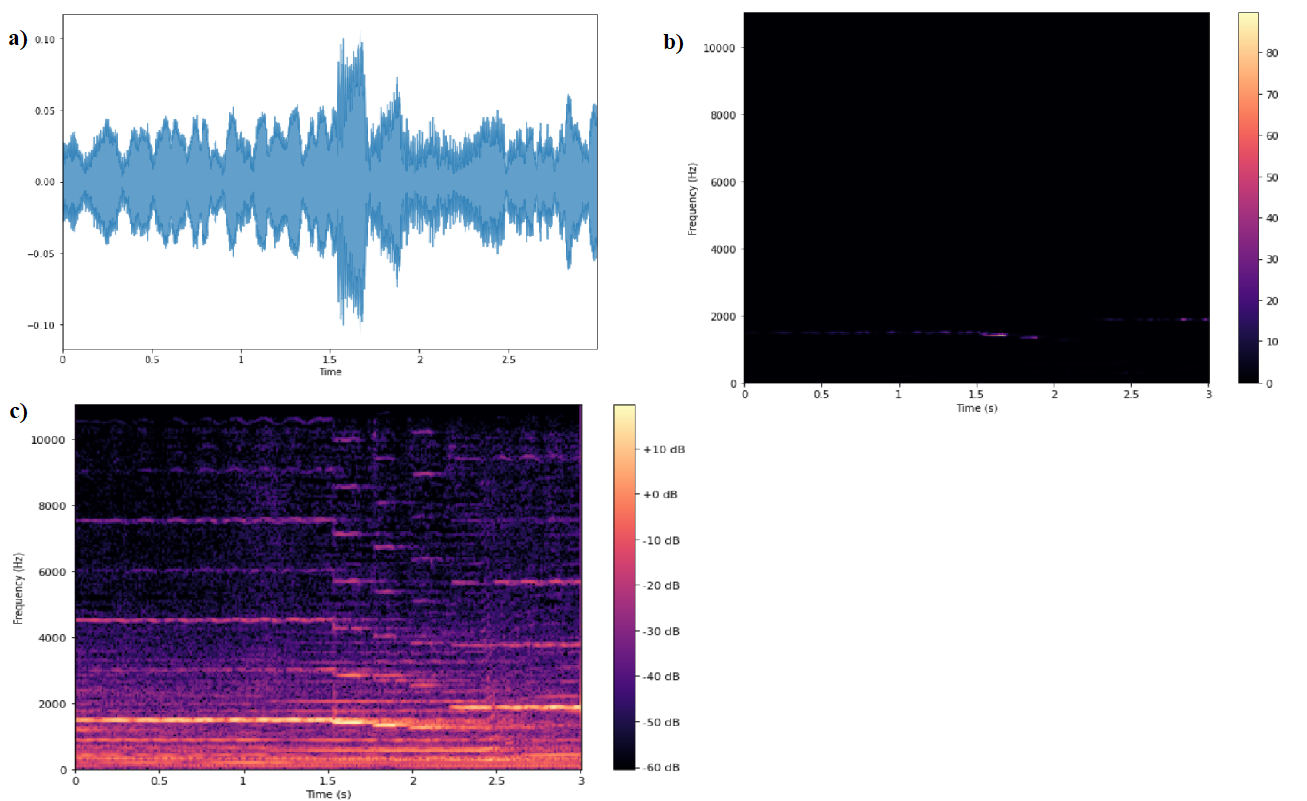 a)
0.10
0.05
0.00
−0.05
−0.10
0
0.5
1
1.5
2
2.5
Time
b)
10000
8000
6000
4000
2000
0
Frequency (Hz)
0
0.5
1
1.5
2
2.5
3
Time (s)
80
70
60
50
40
30
20
10
0
c)
10000
8000
6000
4000
2000
0
Frequency (Hz)
0
0.5
1
1.5
2
2.5
3
Time (s)
+10 dB
+0 dB
-10 dB
-20 dB
-30 dB
-40 dB
-50 dB
-60 dB